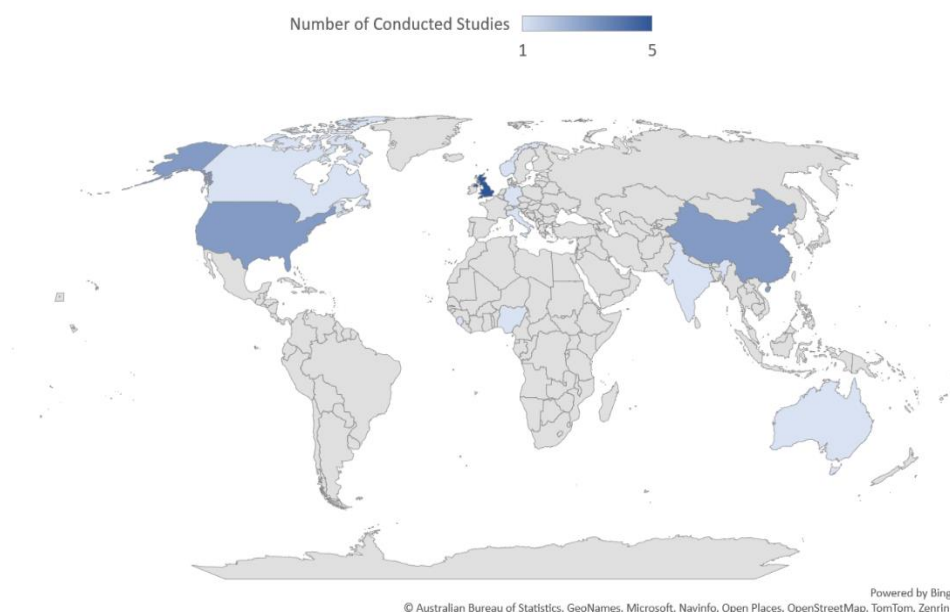 Number of Conducted Studies
1 5
Powered by Bing
© Australian Bureau of Statistics, GeoNames, Microsoft, Navinfo, Open Places, OpenStreetMap, TomTom, Zenrin